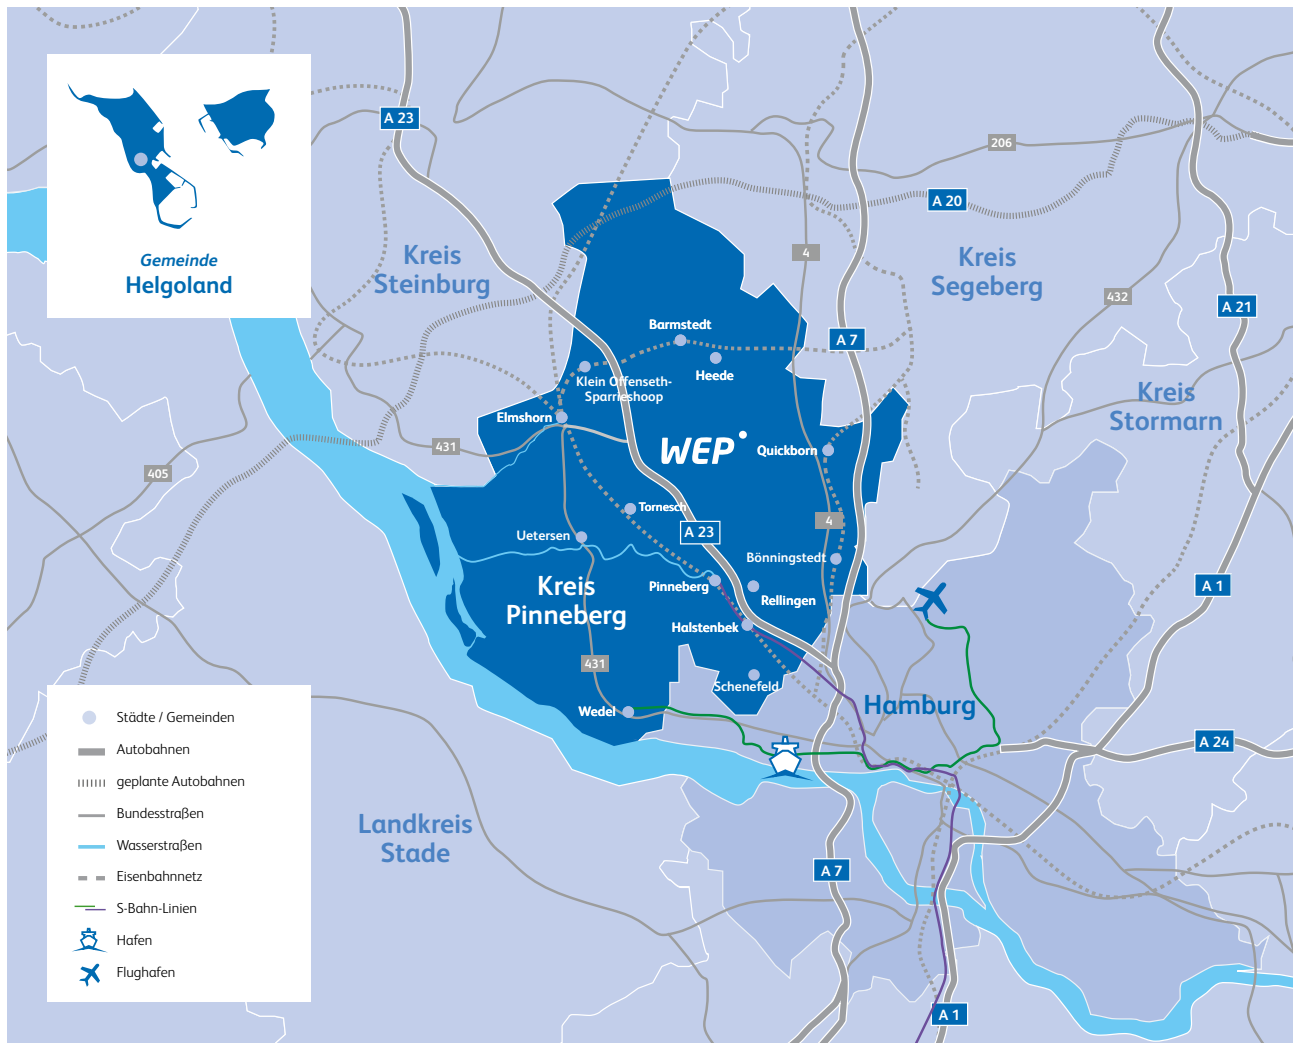 A 23
206
A 20
Kreis
Steinburg
4
Kreis
Segeberg
432
A 21
Gemeinde
Helgoland
Barmstedt
A 7
Heede
Klein Offenseth-
Sparrieshoop
Kreis
Stormarn
Elmshorn
431
WEP
Quickborn
405
Tornesch
4
A 23
Uetersen
Bönningstedt
Kreis
Pinneberg
Pinneberg
Rellingen
A 1
Halstenbek
431
Schenefeld
Wedel
Hamburg
A 24
Städte / Gemeinden
Autobahnen
geplante Autobahnen
Bundesstraßen
Wasserstraßen
Eisenbahnnetz
S-Bahn-Linien
Hafen
Flughafen
Landkreis
Stade
A 7
A 1